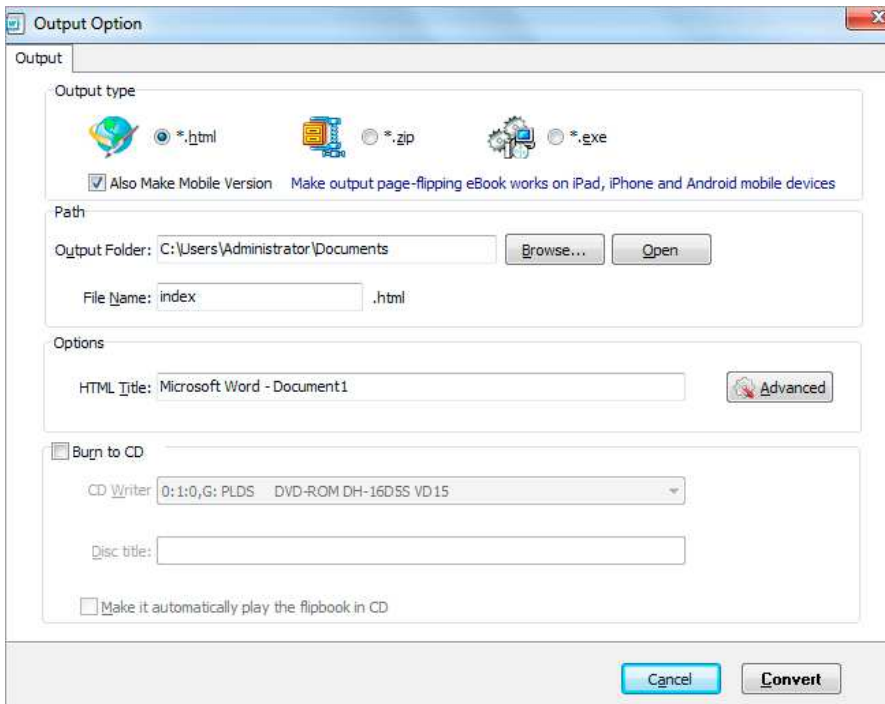 Output Option
Output
Output type
*.html
*.zip
*.exe
Also Make Mobile Version
Make output page-flipping eBook works on iPad, iPhone and Android mobile devices
Path
Output Folder: C:\Users\Administrator\Documents
Browse...
Open
File Name: index
.html
Options
HTML Title: Microsoft Word - Document1
Advanced
Burn to CD
CD Writer 0:1:0,G: PLDS DVD-ROM DH-16D5S VD15
Disc title:
Make it automatically play the flipbook in CD
Cancel
Convert